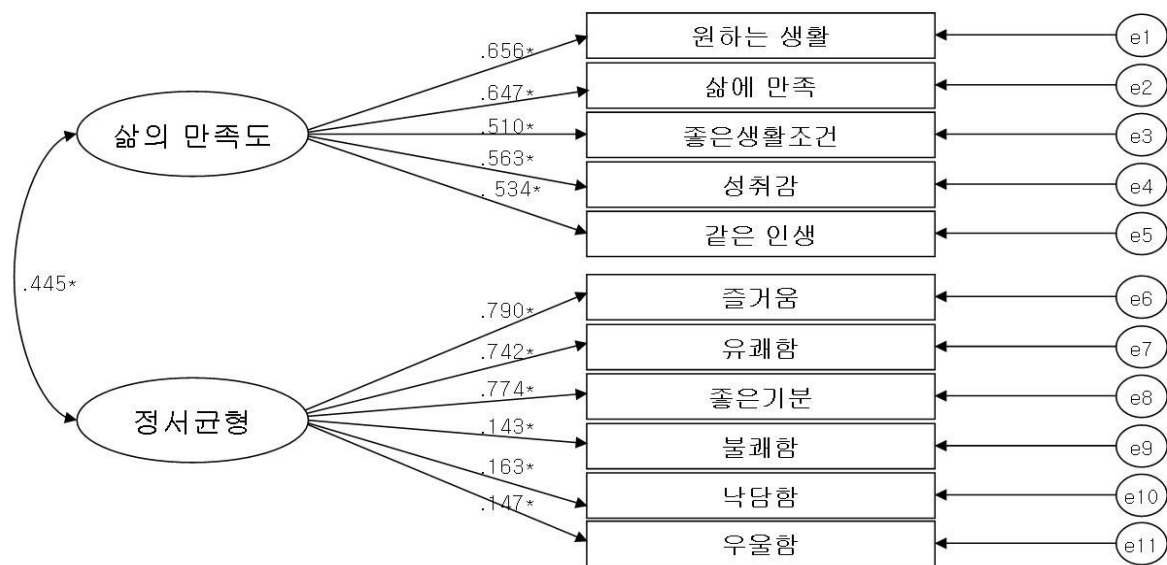 원하는 생활
e1
.656*
삶에 만족
e2
.647*
삶의 만족도
좋은생활조건
e3
.510*
.563*
성취감
e4
.534*
같은 인생
e5
.445*
즐거움
e6
.790*
유쾌함
e7
.742*
.774*
좋은기분
e8
정서균형
.143*
불쾌함
e9
.163*
낙담함
e10
.147*
우울함
e11